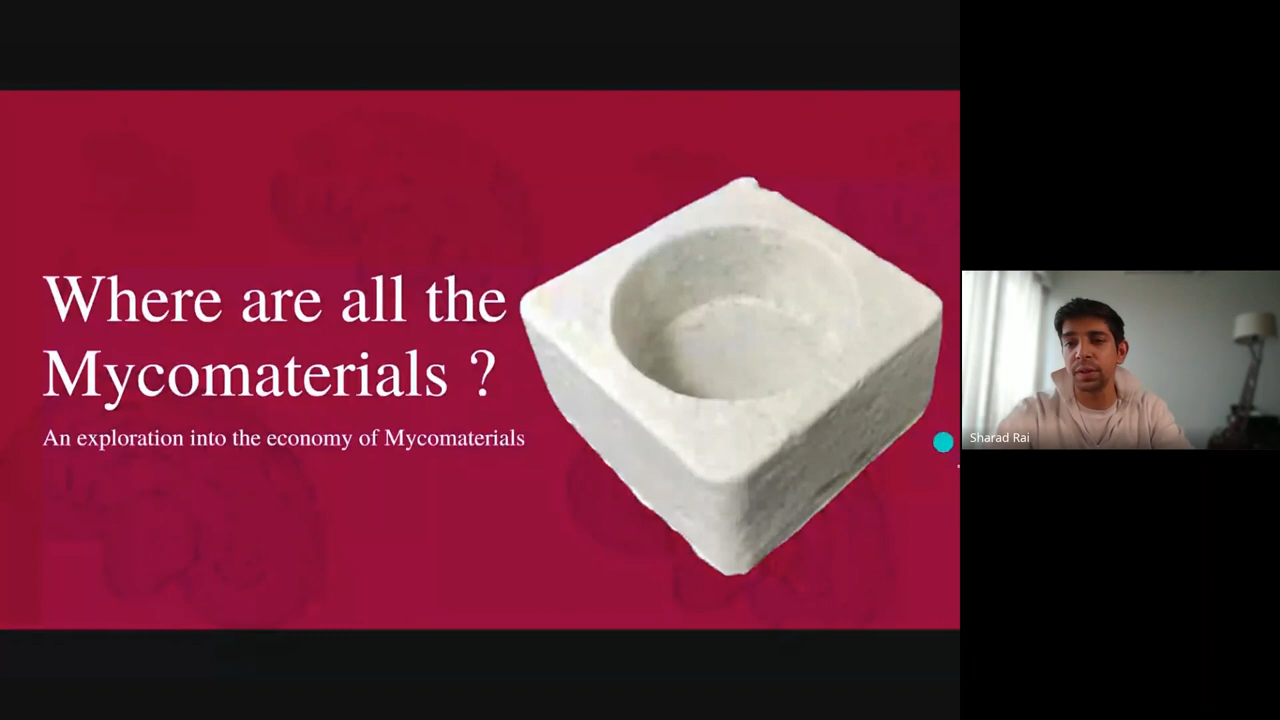 Where are all the
Mycomaterials ?
An exploration into the economy of Mycomaterials
Sharad Rai